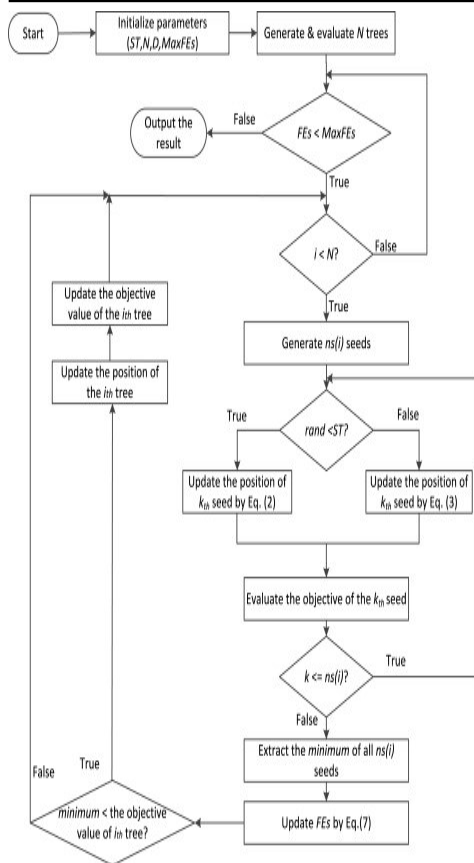 Start
Initialize parameters
(ST,N,D,MaxFEs)
Generate & evaluate N trees
FEs < MaxFEs
False
Output the
result
True
i < N?
False
True
Generate ns(i) seeds
rand <ST?
True
False
Update the position of
kth seed by Eq. (2)
Update the position of
kth seed by Eq. (3)
Evaluate the objective of the kth seed
k <= ns(i)?
True
False
Extract the minimum of all ns(i)
seeds
Update FEs by Eq.(7)
minimum < the objective
value of ith tree?
False
True
Update the position of
the ith tree
Update the objective
value of the ith tree